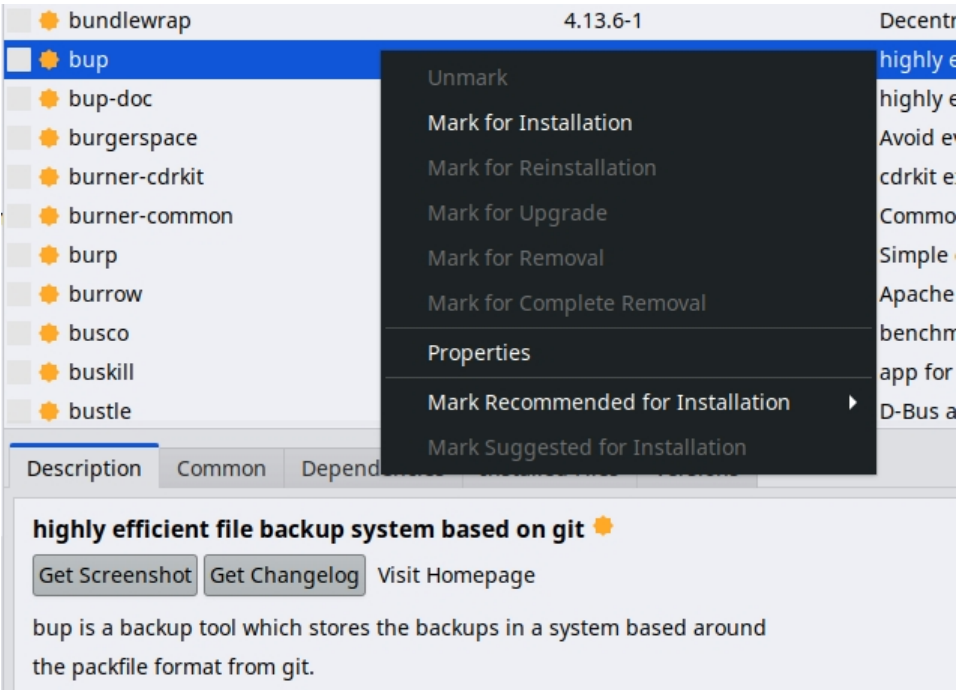 bundlewrap 4.13.6-1 Decentr
bup highly e
Unmark
bup-doc highly e
Mark for Installation
burgerspace Avoid ev
Mark for Reinstallation
burner-cdrkit cdrkit e
Mark for Upgrade
burner-common Commo
Mark for Removal
burp Simple
Mark for Complete Removal
burrow Apache
busco benchm
Properties
buskill app for
Mark Recommended for Installation
bustle D-Bus a
Mark Suggested for Installation
Description Common Depend
highly efficient file backup system based on git
Get Screenshot Get Changelog Visit Homepage
bup is a backup tool which stores the backups in a system based around
the packfile format from git.